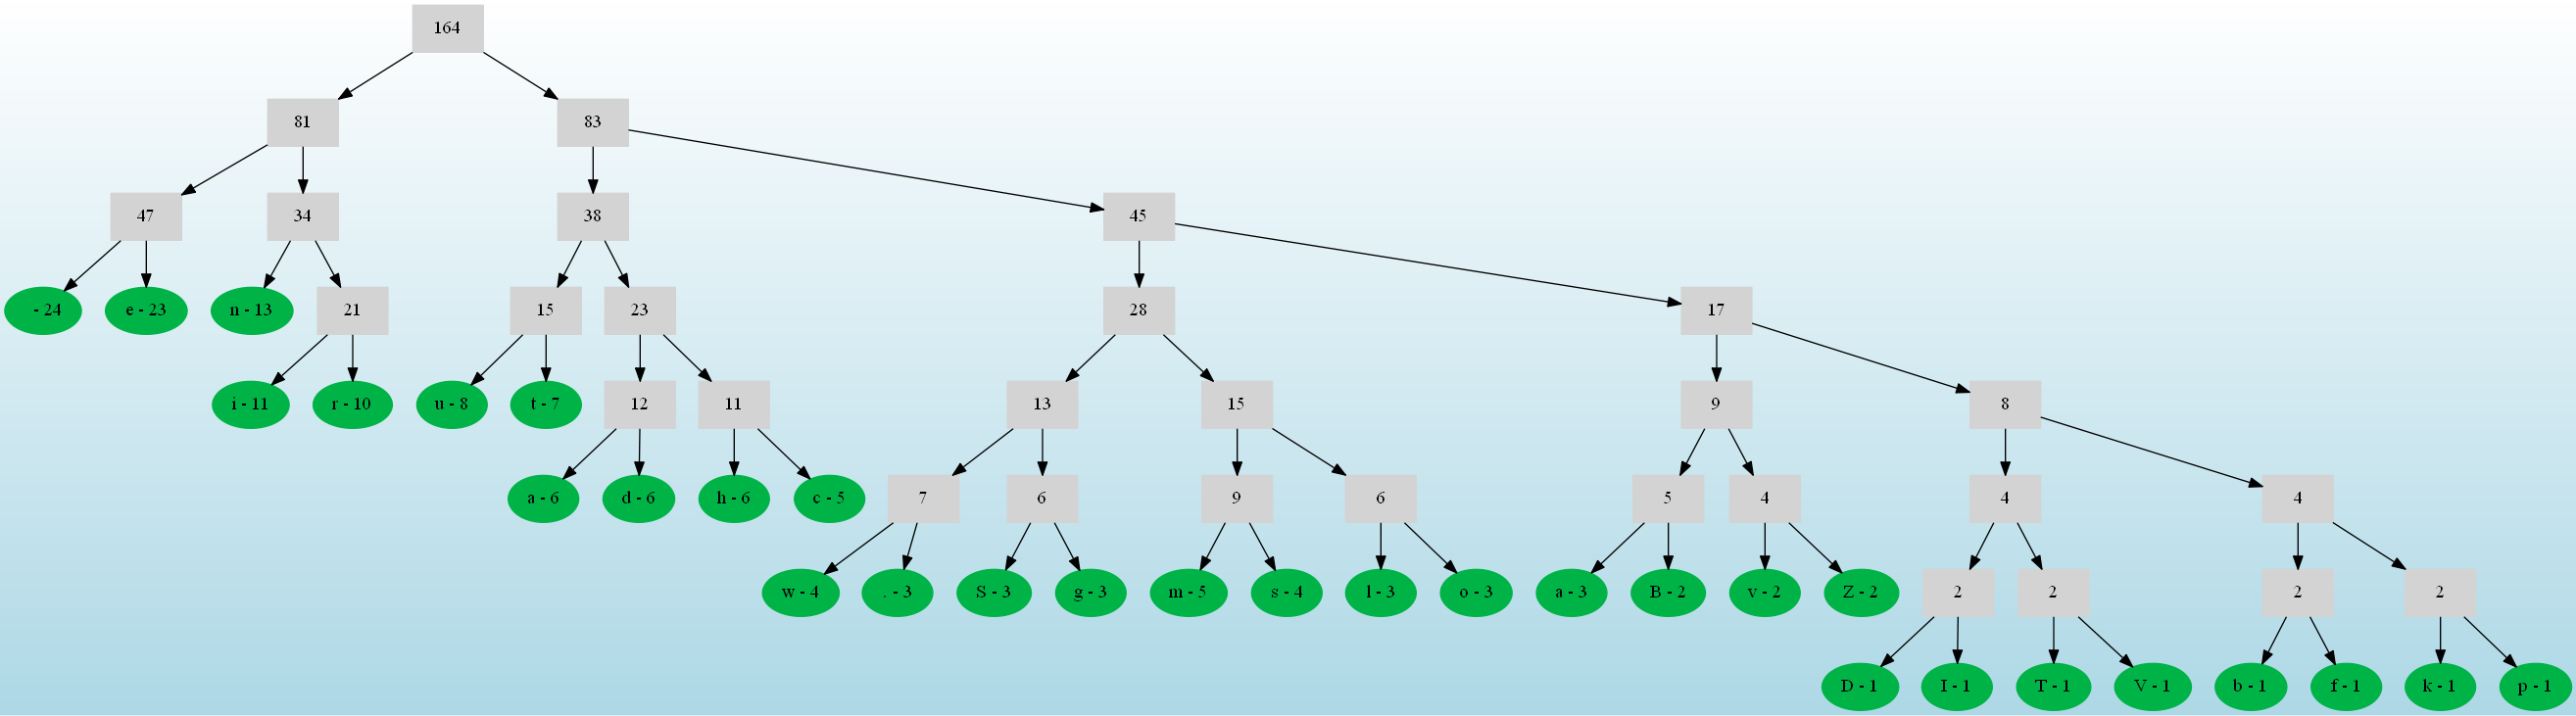 164
81 83
47 38 45
34
- 24 e - 23 n - 13 21 15 23 28 17
i - 11 r - 10 u - 8 t - 7 12 11 13 15 9 8
a - 6 d - 6 h - 6 c - 5 7 6 9 6 5 4 4 4
w - 4 . - 3 S - 3 g - 3 m - 5 s - 4 l - 3 o - 3 a - 3 B - 2 v - 2 Z - 2 2 2 2 2
D - 1 I - 1 T - 1 V - 1 b - 1 f - 1 k - 1 p - 1